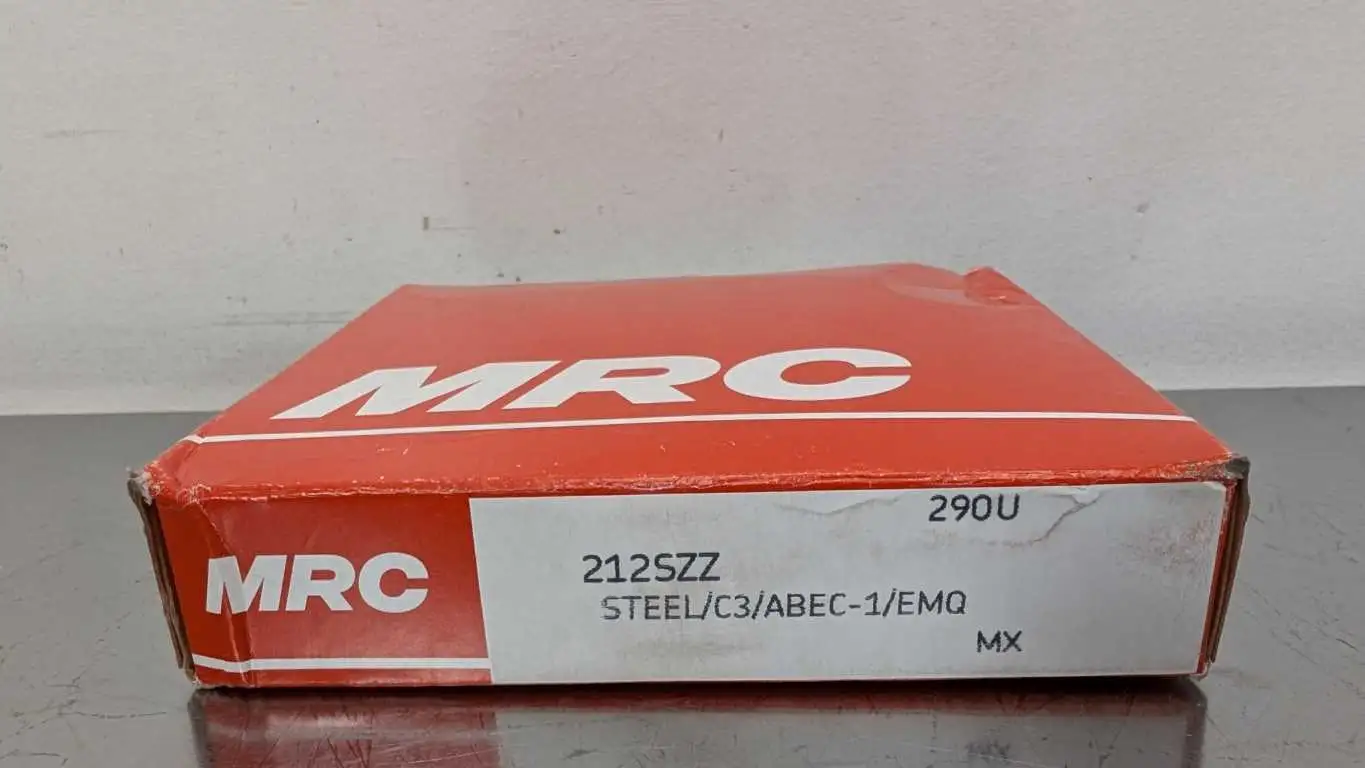 MRC
MRC
290U
212SZZ
STEEL/C3/ABEC-1/EMQ
MX